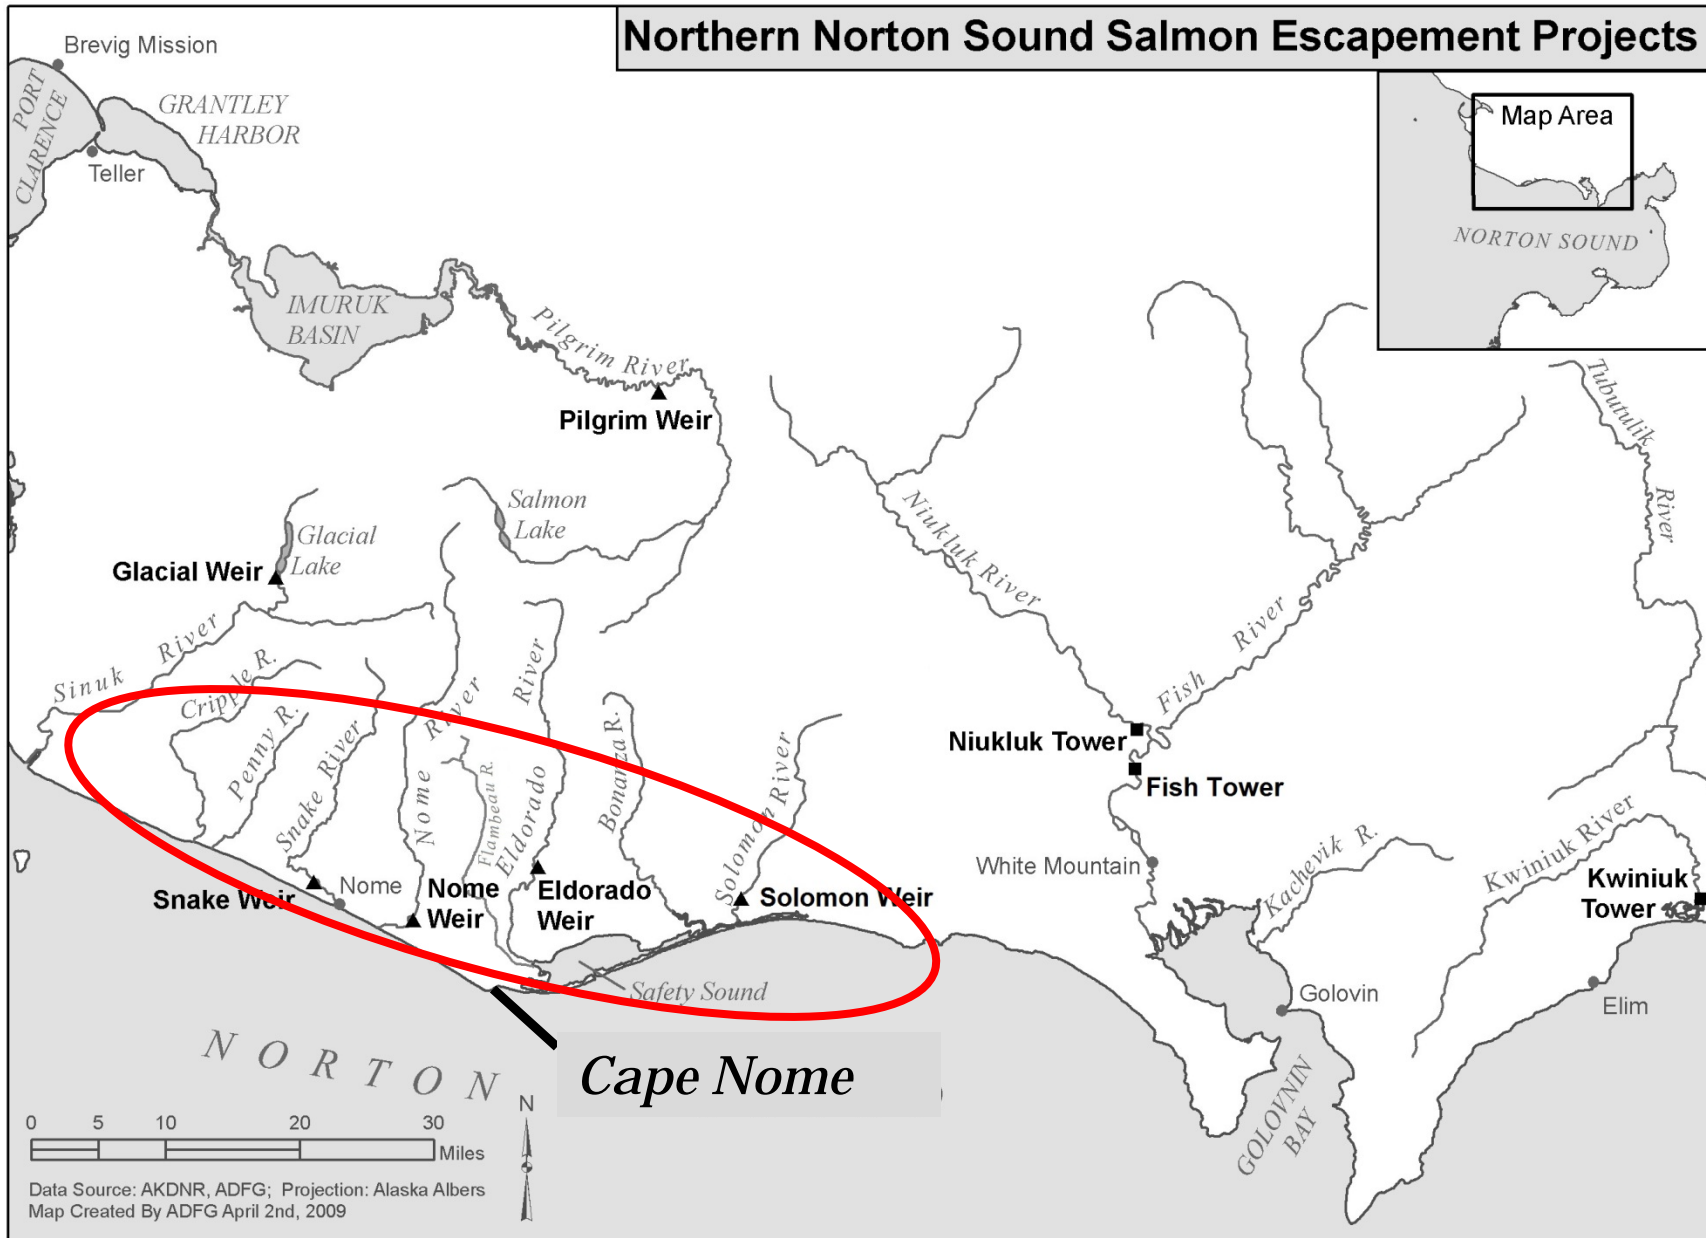 Northern Norton Sound Salmon Escapement Projects
Brevig Mission
PORT
CLARENCE
GRANTLEY
HARBOR
Teller
Map Area
NORTON SOUND
IMURUK
BASIN
Pilgrim River
Pilgrim Weir
Tubutulik
River
Salmon
Lake
Glacial
Lake
Glacial Weir
Niukluk River
Sinuk River
Cripple R.
Penny R.
Snake River
Nome River
Flambeau R.
Eldorado River
Bonanza R.
Solomon River
Fish River
Niukluk Tower
Fish Tower
White Mountain
Kachevik R.
Kwiniuk River
Kwiniuk
Tower
Snake Weir
Nome
Nome
Weir
Eldorado
Weir
Solomon Weir
Safety Sound
Golovin
Elim
Cape Nome
NORTON
GOLOVNIN
BAY
N
0 5 10 20 30
Miles
Data Source: AKDNR, ADFG; Projection: Alaska Albers
Map Created By ADFG April 2nd, 2009